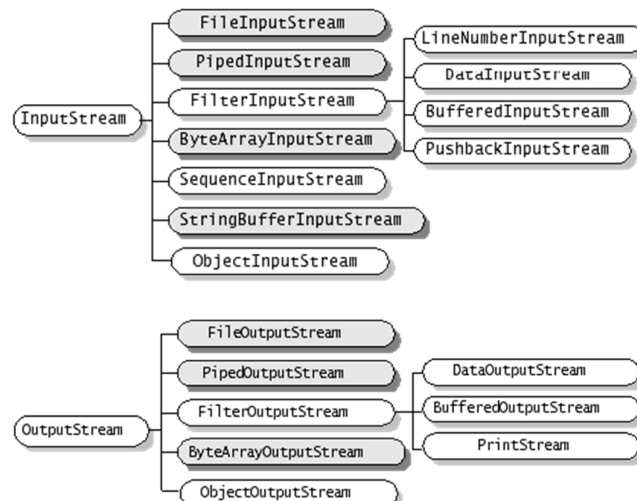 FileInputStream
PipedInputStream
FilterInputStream
InputStream
ByteArrayInputStream
SequenceInputStream
StringBufferInputStream
ObjectInputStream
LineNumberInputStream
DataInputStream
BufferedInputStream
PushbackInputStream
FileOutputStream
PipedOutputStream
FilterOutputStream
OutputStream
ByteArrayOutputStream
ObjectOutputStream
DataOutputStream
BufferedOutputStream
PrintStream